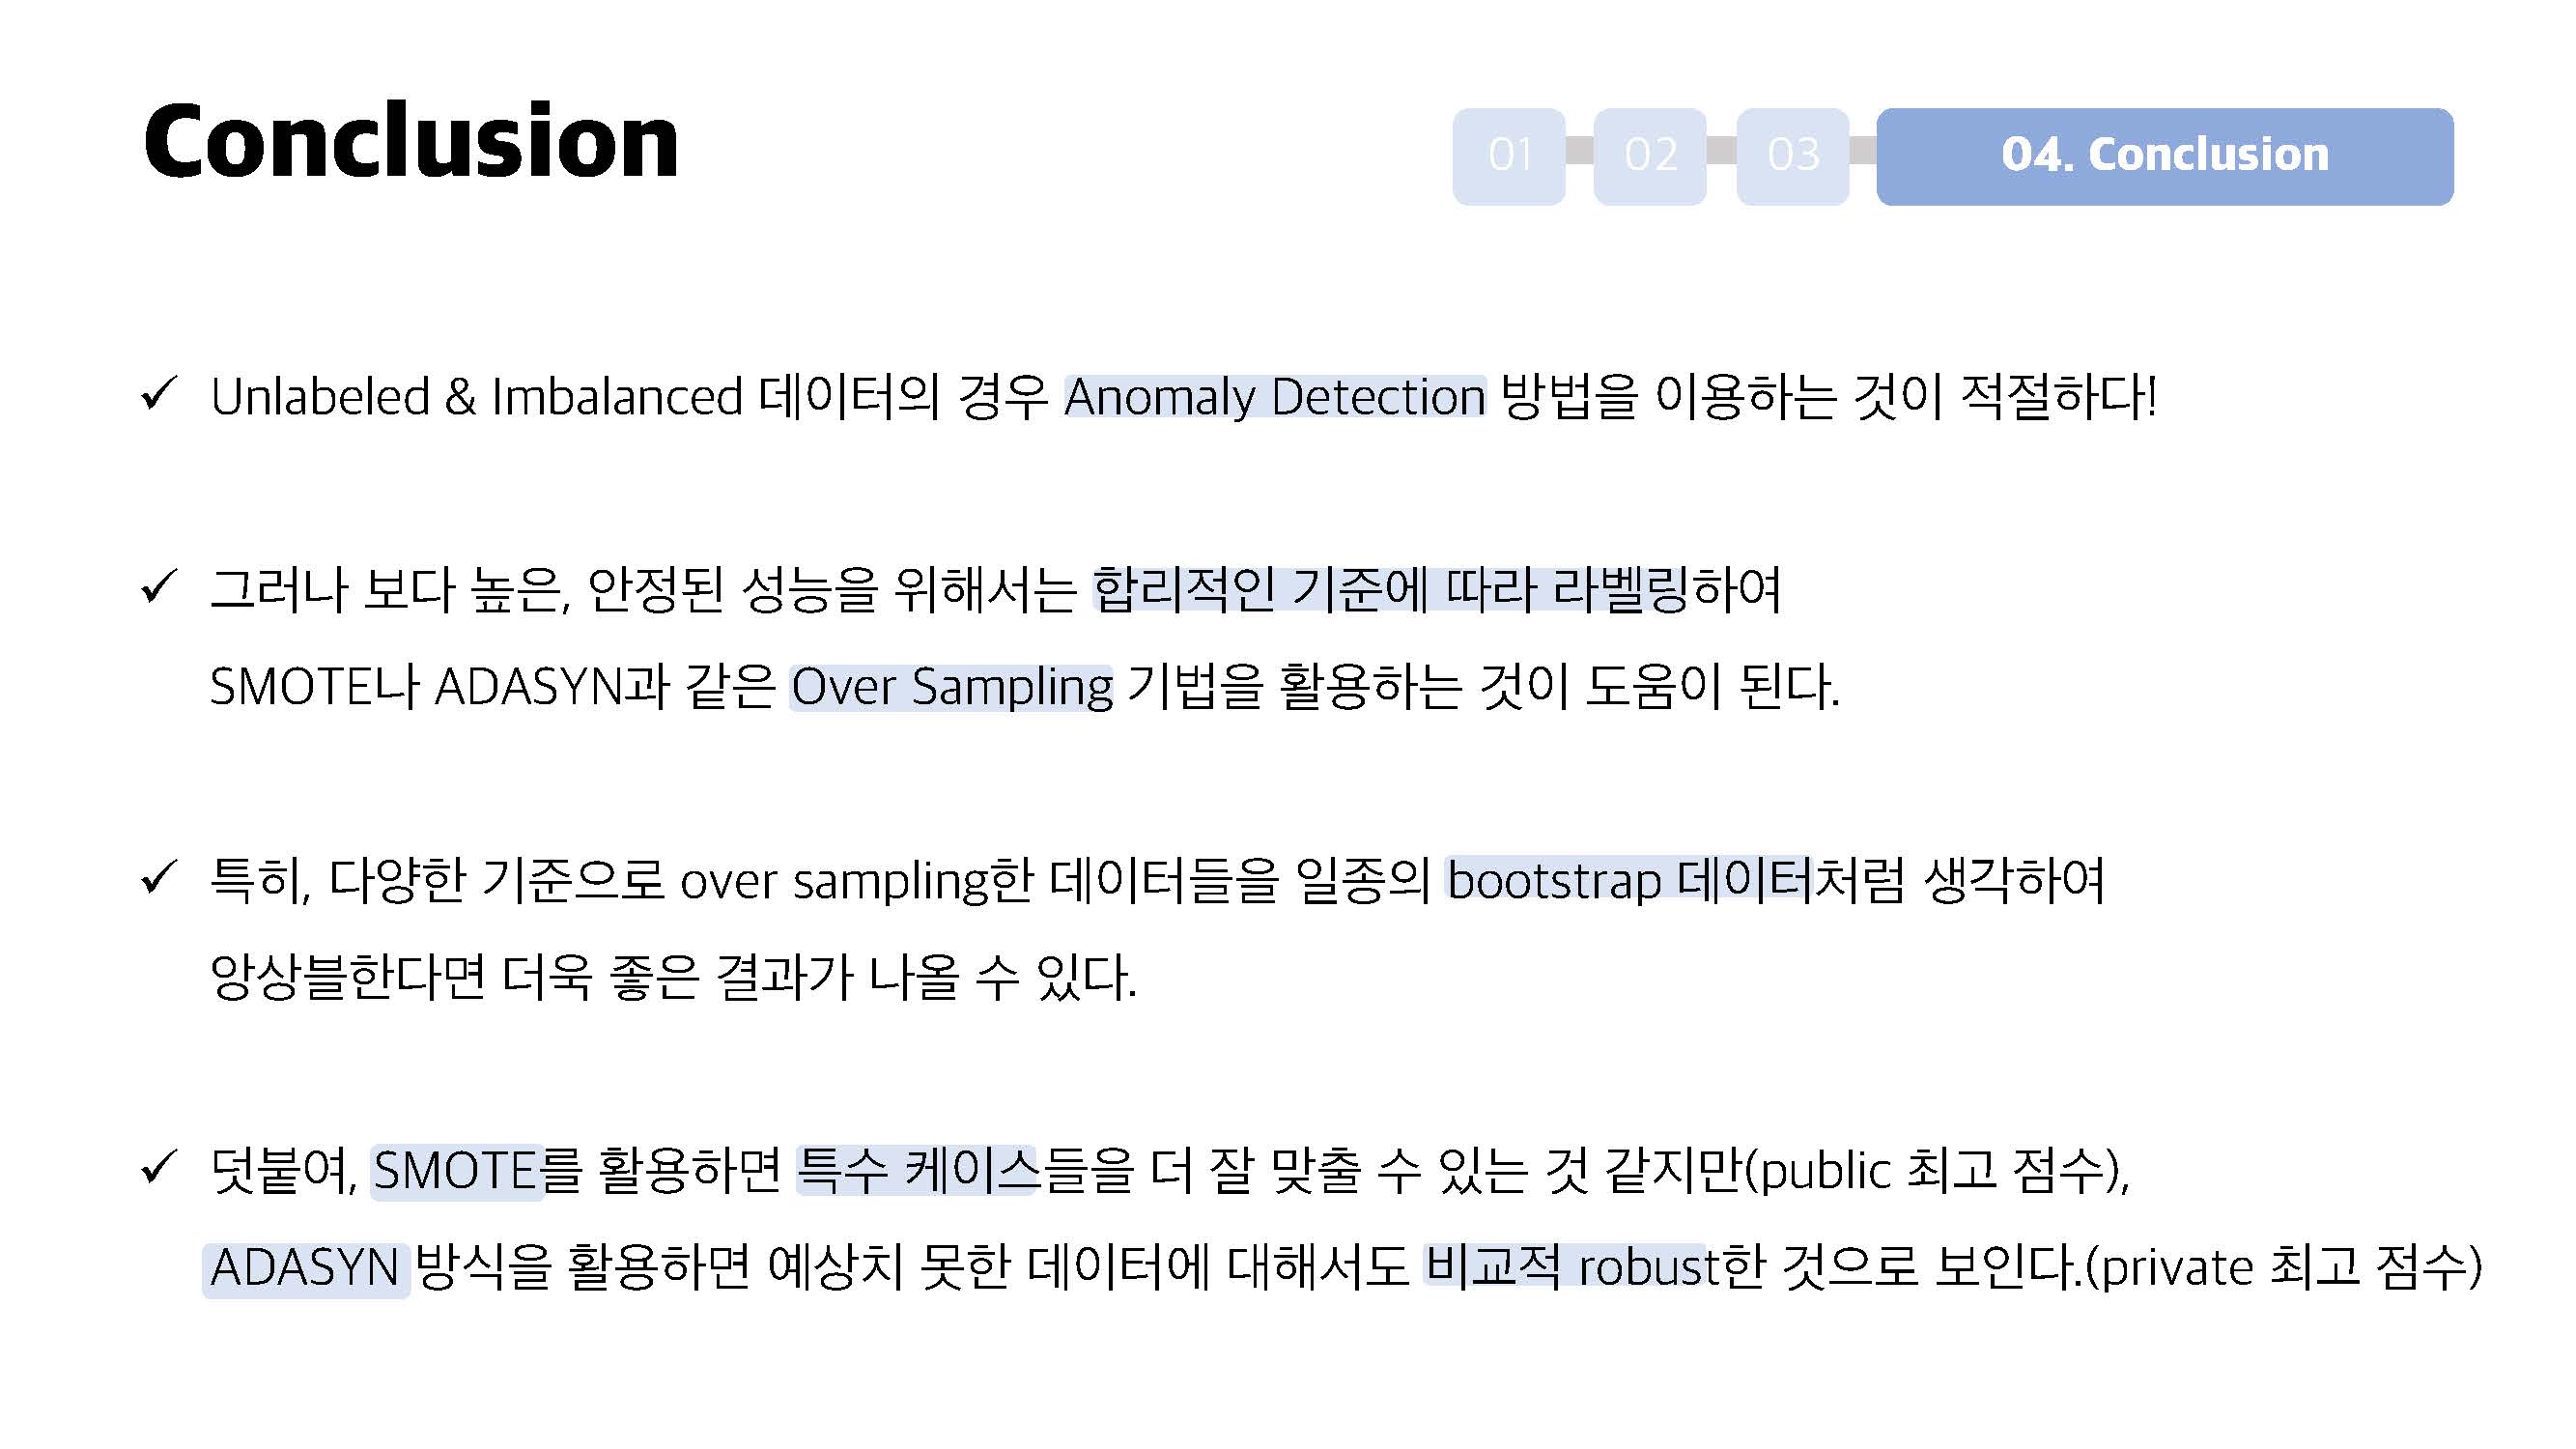 Conclusion
01 02 03 04. Conclusion
✓ Unlabeled & Imbalanced 데이터의 경우 Anomaly Detection 방법을 이용하는 것이 적절하다!
✓ 그러나 보다 높은, 안정된 성능을 위해서는 합리적인 기준에 따라 라벨링하여
SMOTE나 ADASYN과 같은 Over Sampling 기법을 활용하는 것이 도움이 된다.
✓ 특히, 다양한 기준으로 over sampling한 데이터들을 일종의 bootstrap 데이터처럼 생각하여
앙상블한다면 더욱 좋은 결과가 나올 수 있다.
✓ 덧붙여, SMOTE를 활용하면 특수 케이스들을 더 잘 맞출 수 있는 것 같지만(public 최고 점수),
ADASYN 방식을 활용하면 예상치 못한 데이터에 대해서도 비교적 robust한 것으로 보인다.(private 최고 점수)